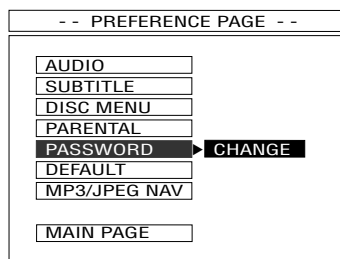 - - PREFERENCE PAGE - -
AUDIO
SUBTITLE
DISC MENU
PARENTAL
PASSWORD CHANGE
DEFAULT
MP3/JPEG NAV
MAIN PAGE